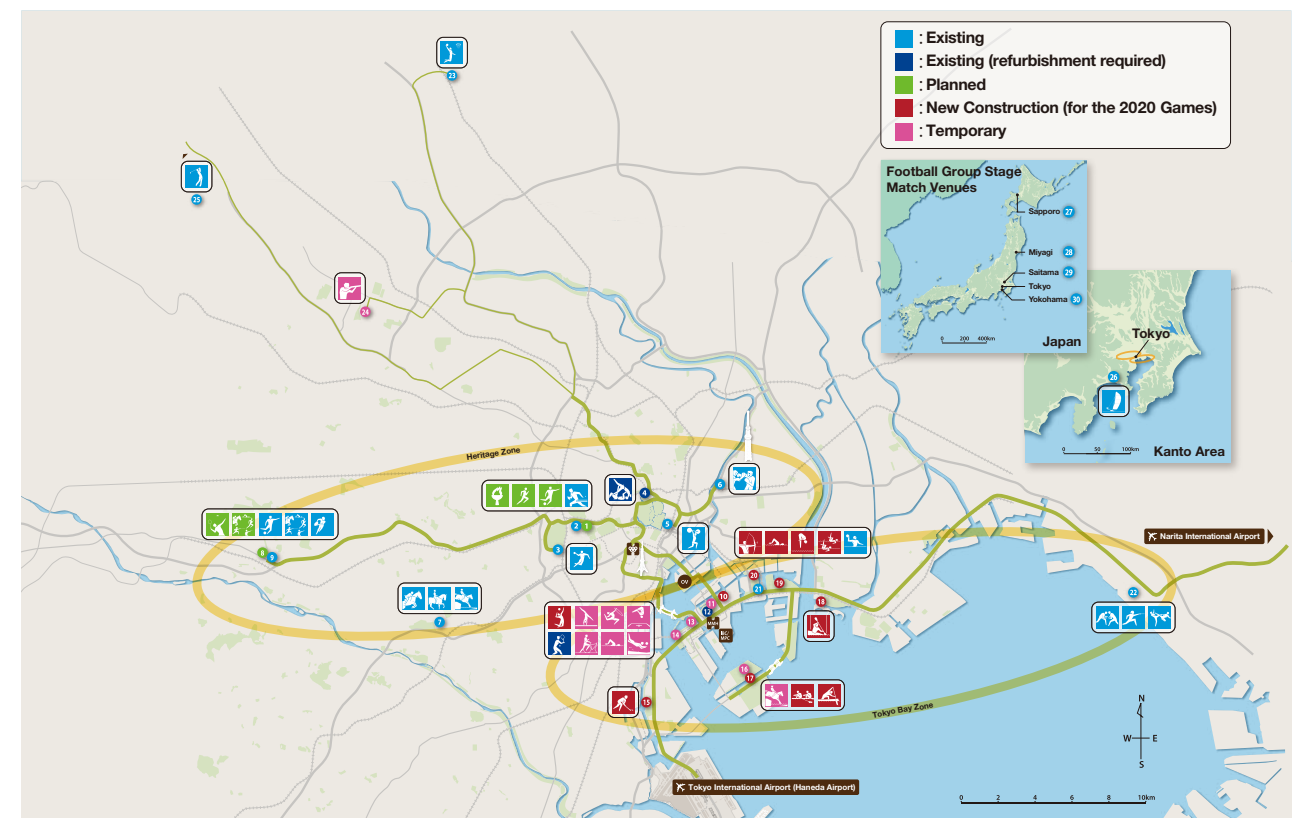 : Existing
: Existing (refurbishment required)
: Planned
: New Construction (for the 2020 Games)
: Temporary
23
25
24
Football Group Stage
Match Venues
Sapporo 27
Miyagi 28
Saitama 29
Tokyo
Yokohama 30
0 200 400km
Japan
Tokyo
26
0 50 100km
Kanto Area
Heritage Zone
6
4
2 1
5
3
8
9
7
OV
20
21
19
10
11
12
13
14
MMH
IBC/
MPC
18
22
16
17
15
Narita International Airport
Tokyo Bay Zone
N
W E
S
Tokyo International Airport (Haneda Airport)
0 2 4 6 8 10km